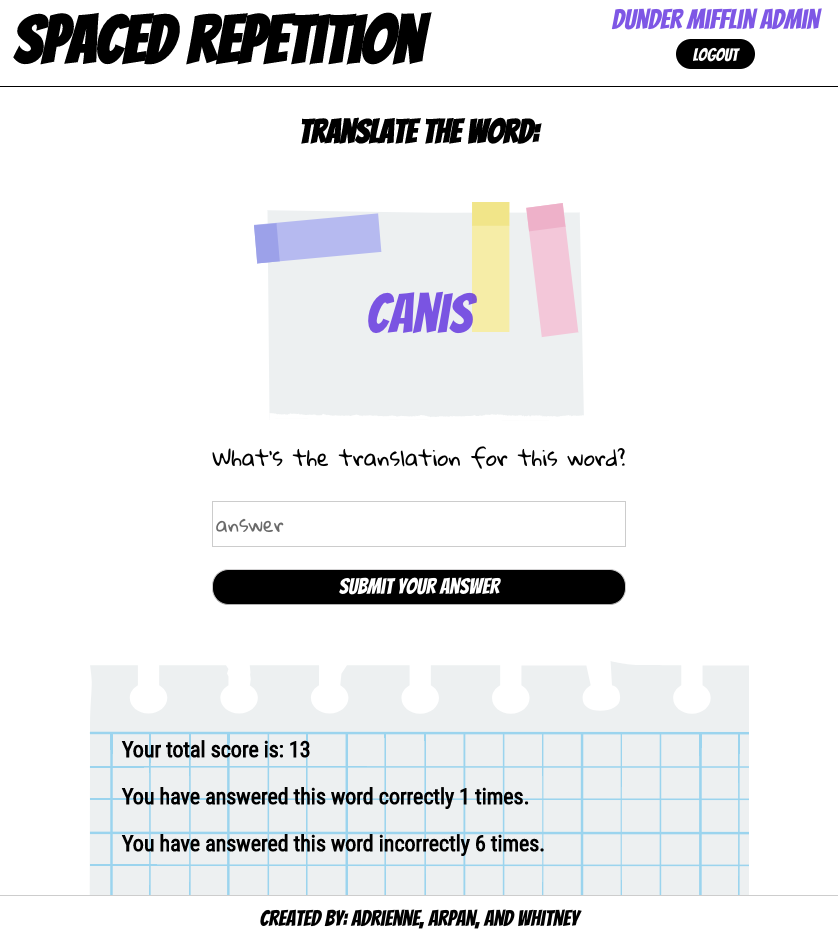 SPACED REPETITION
DUNDER MIFFLIN ADMIN
LOGOUT
TRANSLATE THE WORD:
CANIS
What's the translation for this word?
answer
SUBMIT YOUR ANSWER
Your total score is: 13
You have answered this word correctly 1 times.
You have answered this word incorrectly 6 times.
CREATED BY: ADRIENNE, ARPAN, AND WHITNEY